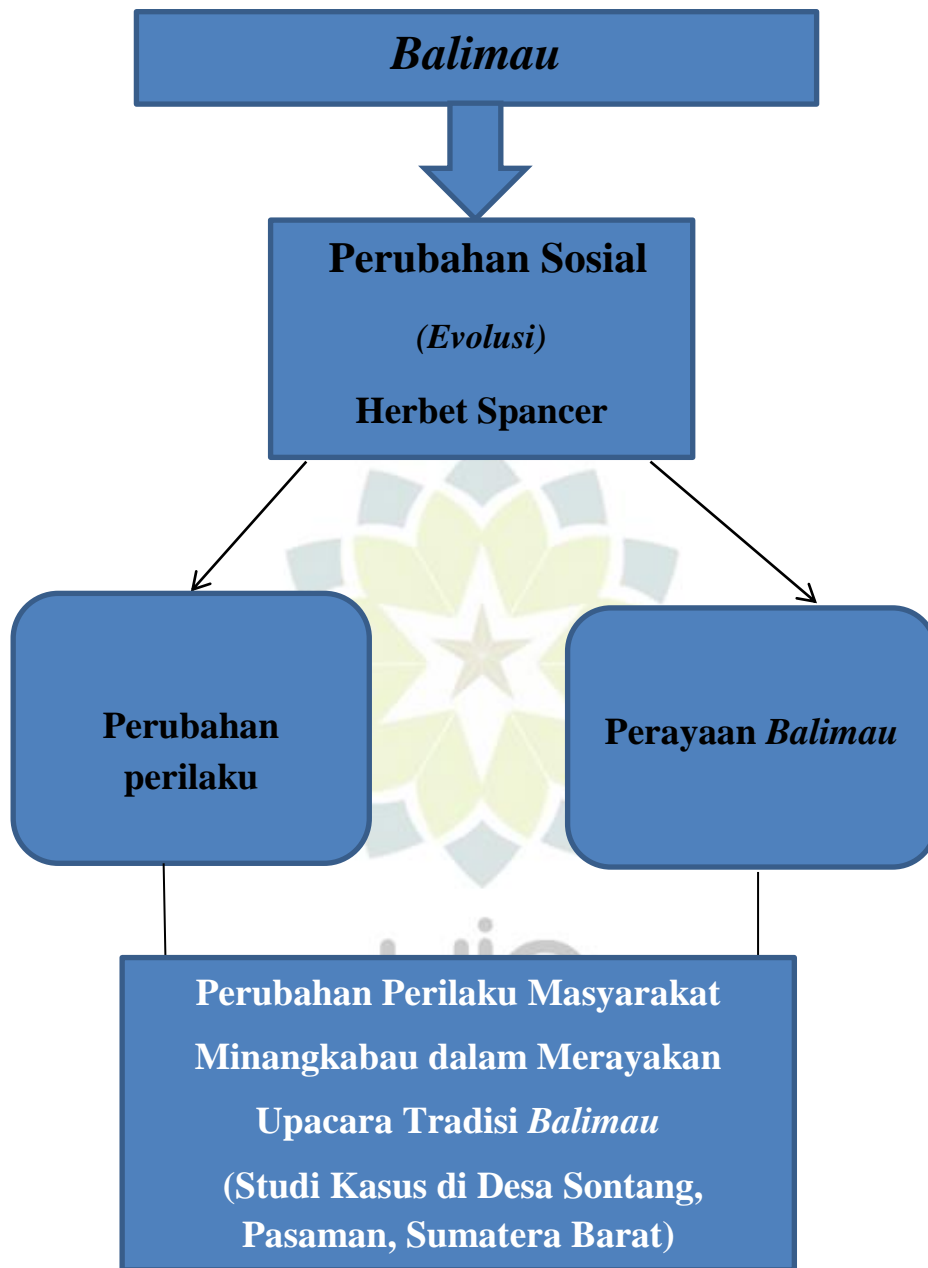 Balimau
Perubahan Sosial
(Evolusi)
Herbet Spancer
Perubahan
perilaku
Perayaan Balimau
Perubahan Perilaku Masyarakat
Minangkabau dalam Merayakan
Upacara Tradisi Balimau
(Studi Kasus di Desa Sontang,
Pasaman, Sumatera Barat)